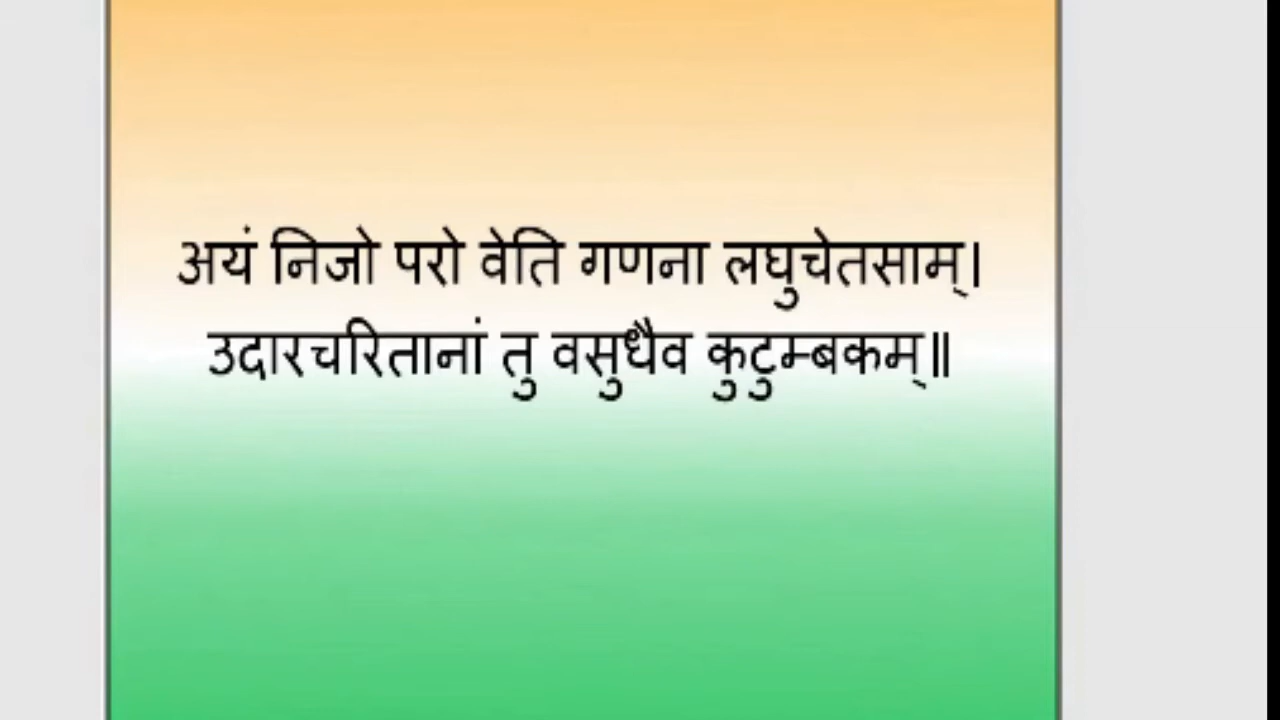 अयं निजो परो वेति गणना लघुचेतसाम्।
उदारचरितानां तु वसुधैव कुटुम्बकम्॥